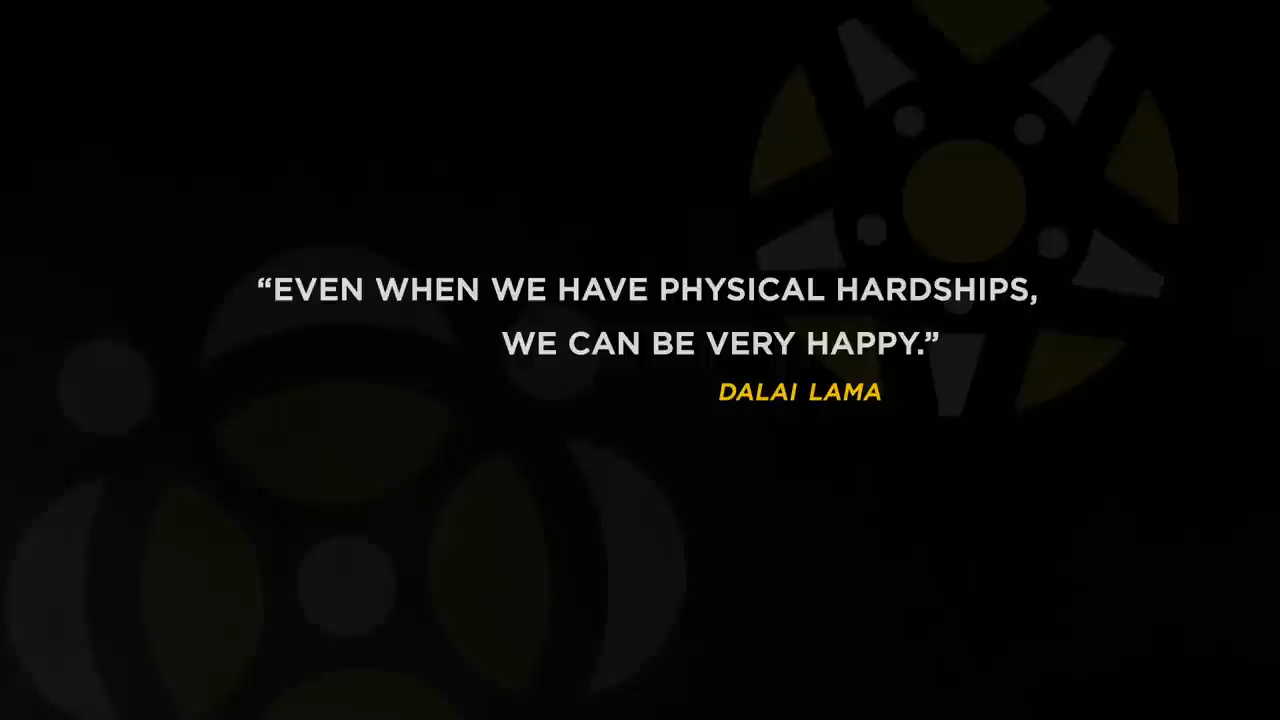 “EVEN WHEN WE HAVE PHYSICAL HARDSHIPS,
WE CAN BE VERY HAPPY.”
DALAI LAMA